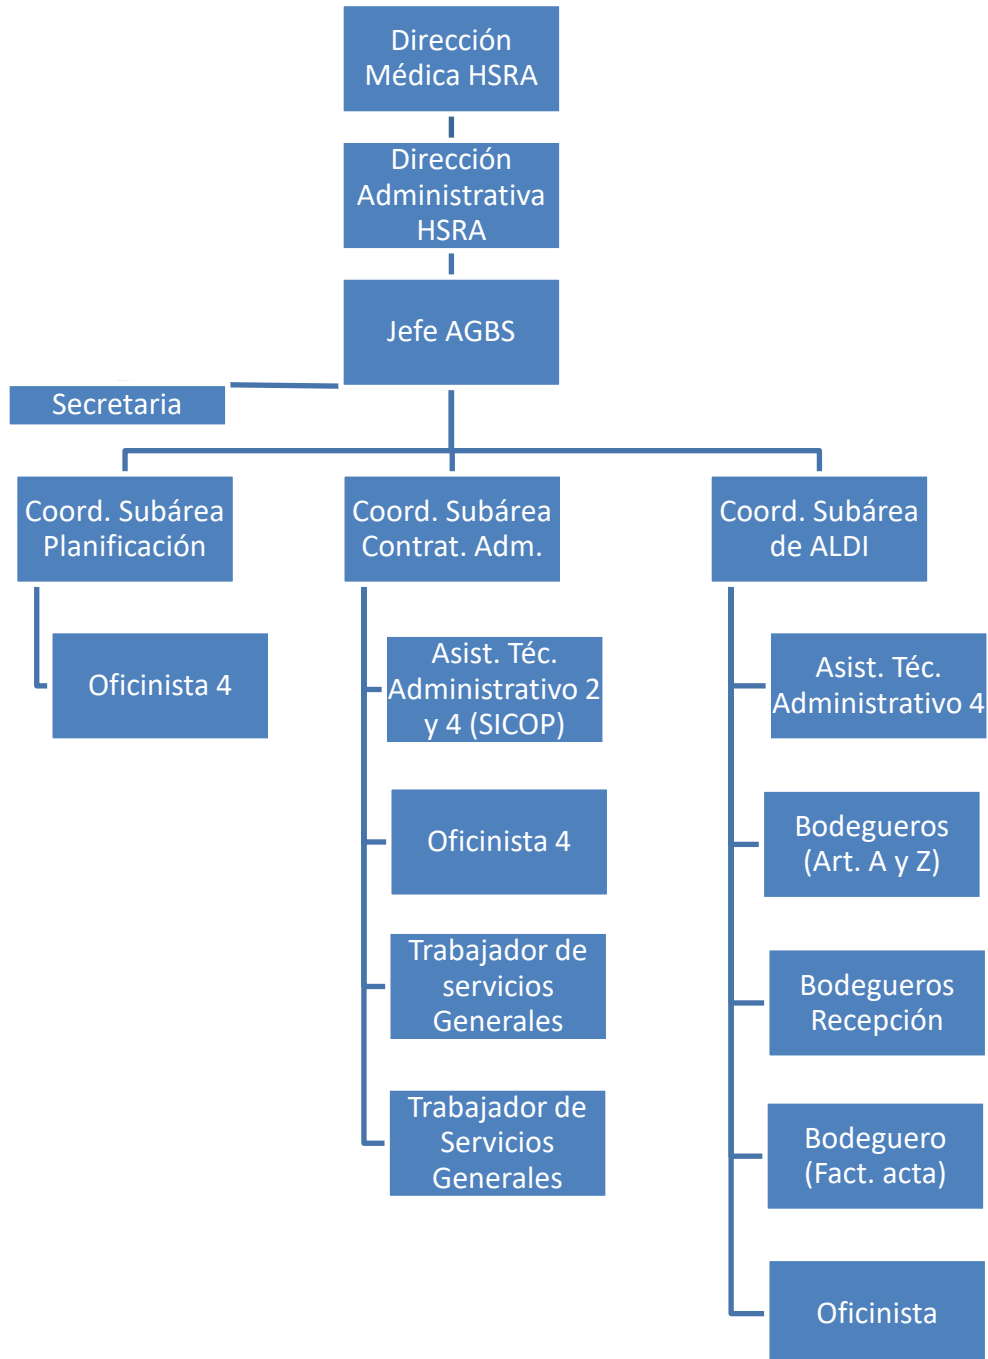 Dirección
Médica HSRA
Dirección
Administrativa
HSRA
Jefe AGBS
Secretaria
Coord. Subárea
Planificación
Oficinista 4
Coord. Subárea
Contrat. Adm.
Asist. Téc.
Administrativo 2
y 4 (SICOP)
Oficinista 4
Trabajador de
servicios
Generales
Trabajador de
Servicios
Generales
Coord. Subárea
de ALDI
Asist. Téc.
Administrativo 4
Bodegueros
(Art. A y Z)
Bodegueros
Recepción
Bodeguero
(Fact. acta)
Oficinista